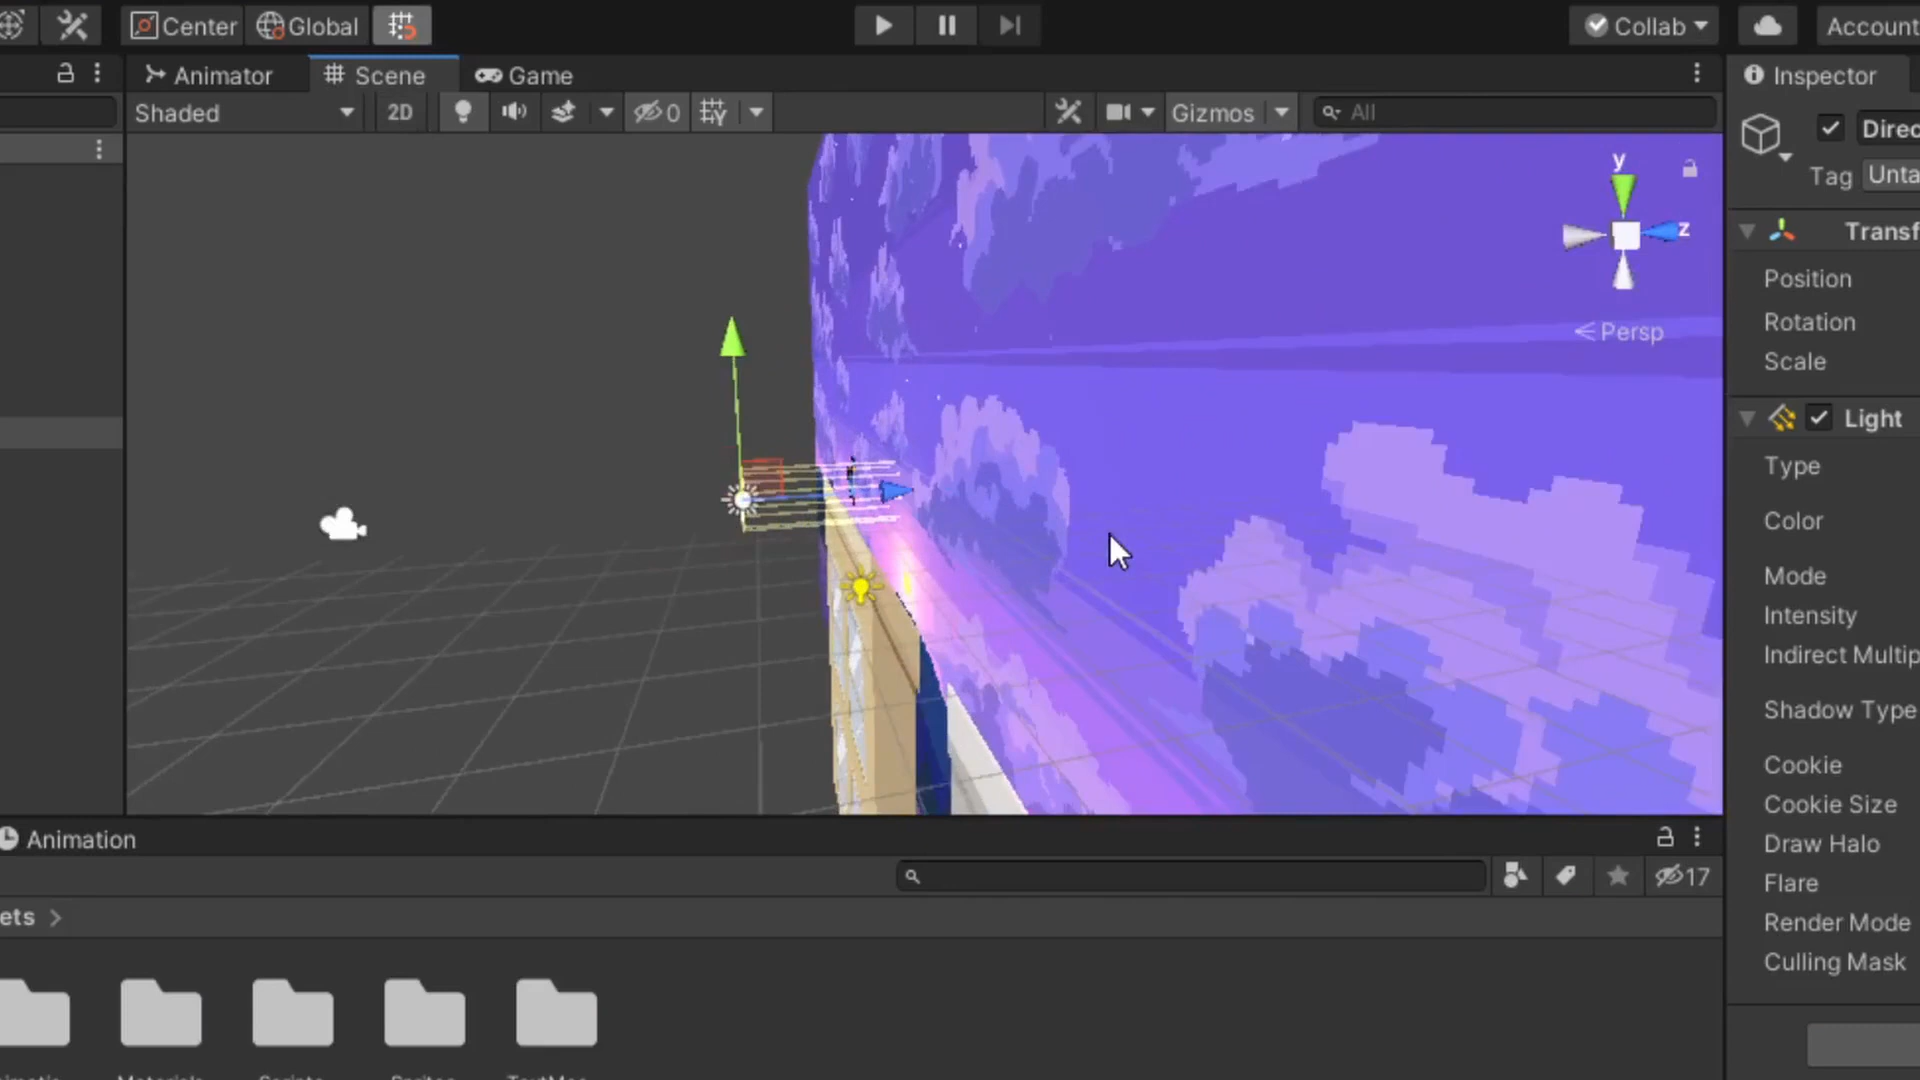 Center Global Collab Account
Animator Scene Game Inspector
Shaded 2D 0 Gizmos All
Direc
Tag Unta
y
z
Persp
Transf
Position
Rotation
Scale
Light
Type
Color
Mode
Intensity
Indirect Multip
Shadow Type
Cookie
Cookie Size
Draw Halo
Flare
Render Mode
Culling Mask
Animation
17
ets >